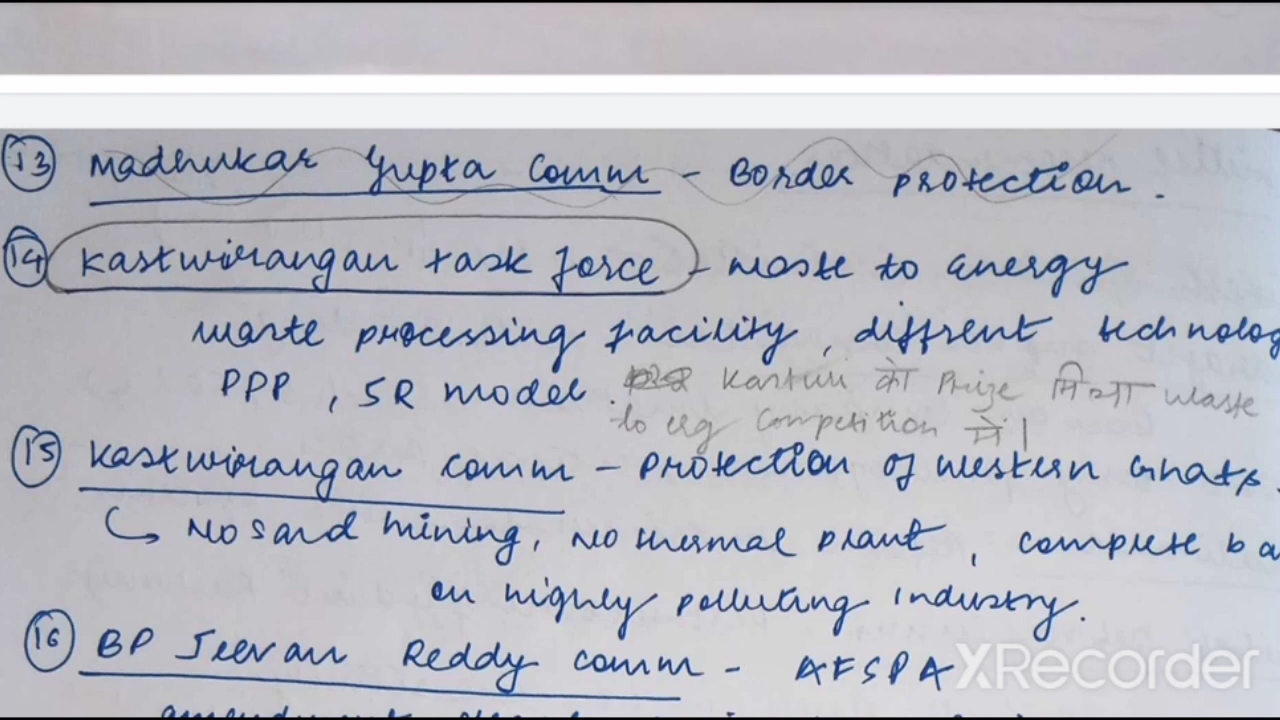 13 Madhukar Gupta Comm - Border protection.
14 Kastwirangan task force - waste to energy
waste processing facility, diffrent technolog
PPP, 5R model. Kasturi को Prize मिला waste
to erg Competition में।
15 Kastwirangan comm - Protection of western Ghats.
↳ No sand mining, No thermal plant, complete ba
on highly polluting industry.
16 BP Jeevan Reddy comm - AFSPA
XRecorder